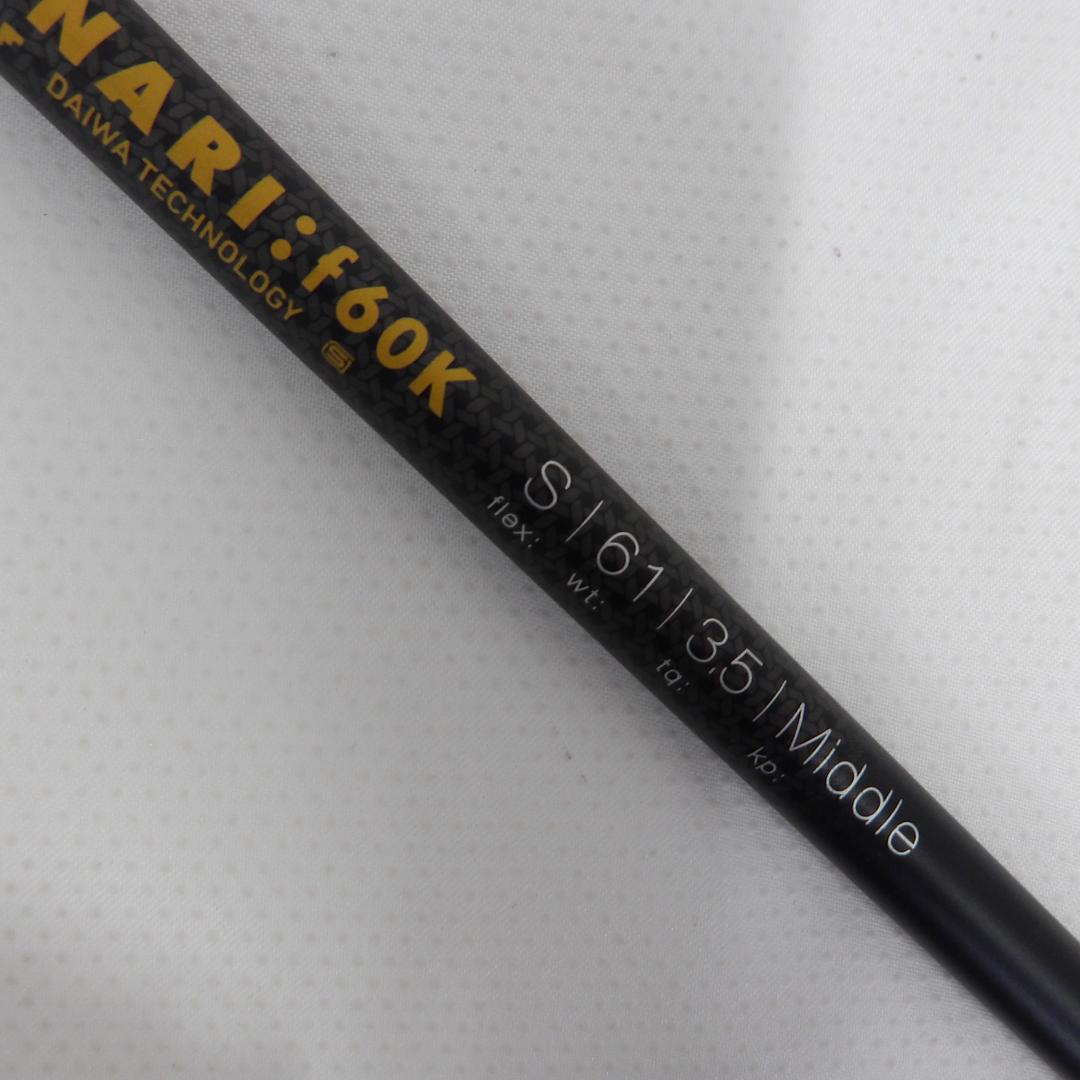 NARI:f60K
DAIWA TECHNOLOGY S
S | 61 | 3.5 | Middle
flex: wt: tq: kp: